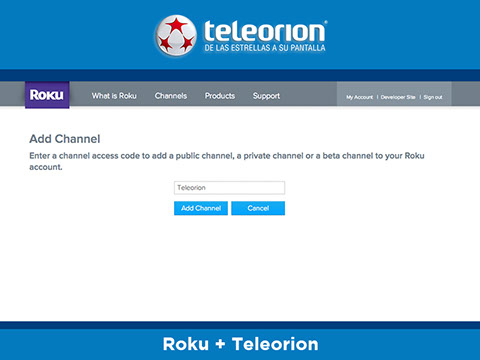 teleorion®
DE LAS ESTRELLAS A SU PANTALLA
ROKU What is Roku Channels Products Support My Account | Developer Site | Sign out
Add Channel
Enter a channel access code to add a public channel, a private channel or a beta channel to your Roku
account.
Teleorion
Add Channel Cancel
Roku + Teleorion